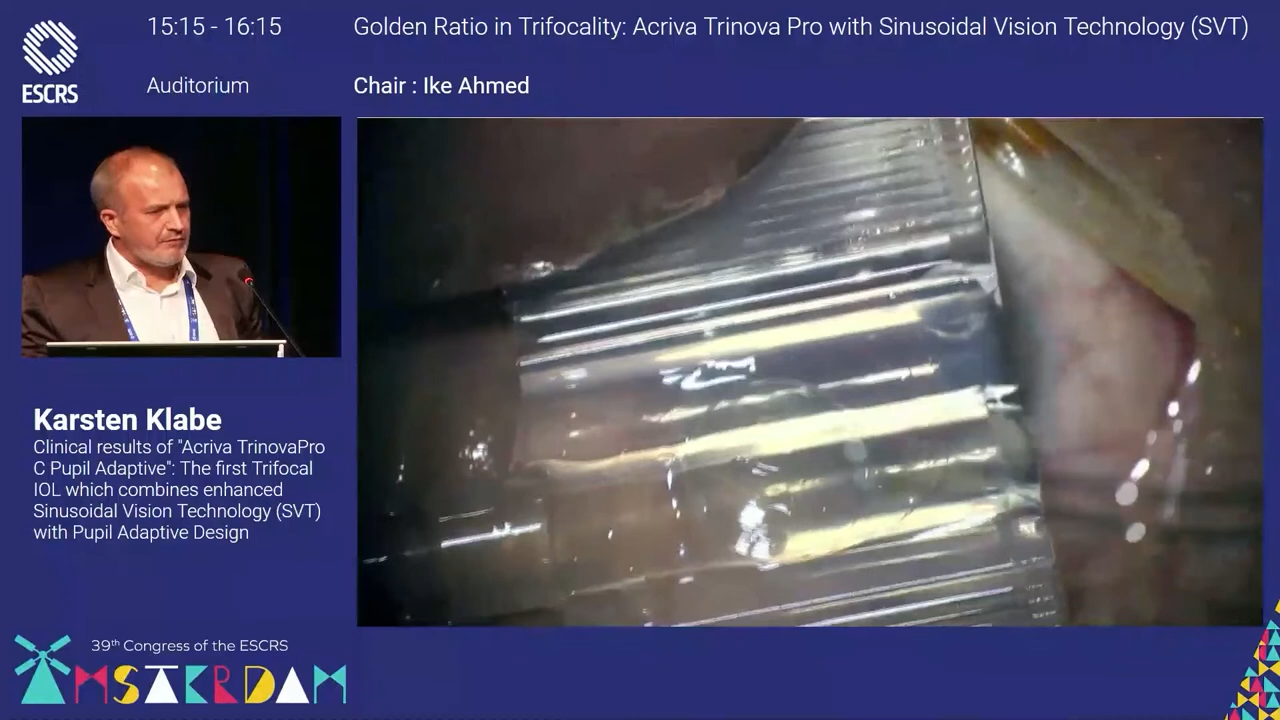 15:15 - 16:15
Golden Ratio in Trifocality: Acriva Trinova Pro with Sinusoidal Vision Technology (SVT)
ESCRS
Auditorium
Chair : Ike Ahmed
Karsten Klabe
Clinical results of "Acriva TrinovaPro
C Pupil Adaptive": The first Trifocal
IOL which combines enhanced
Sinusoidal Vision Technology (SVT)
with Pupil Adaptive Design
39th Congress of the ESCRS
AMSTERDAM